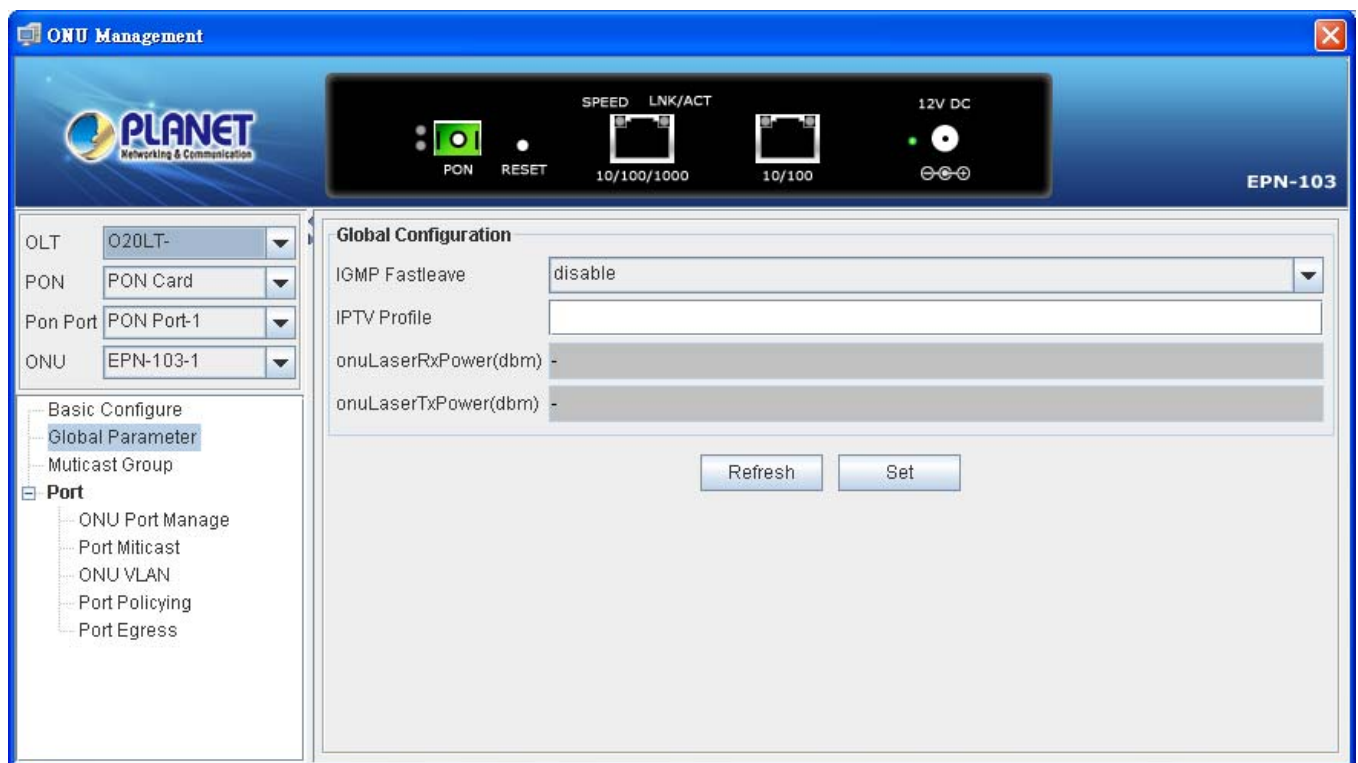 ONU Management
PLANET
Networking & Communication
SPEED LNK/ACT
12V DC
PON
RESET
10/100/1000
10/100
EPN-103
OLT O20LT-
PON PON Card
Pon Port PON Port-1
ONU EPN-103-1
Basic Configure
Global Parameter
Muticast Group
Port
ONU Port Manage
Port Miticast
ONU VLAN
Port Policying
Port Egress
Global Configuration
IGMP Fastleave disable
IPTV Profile
onuLaserRxPower(dbm) -
onuLaserTxPower(dbm) -
Refresh Set